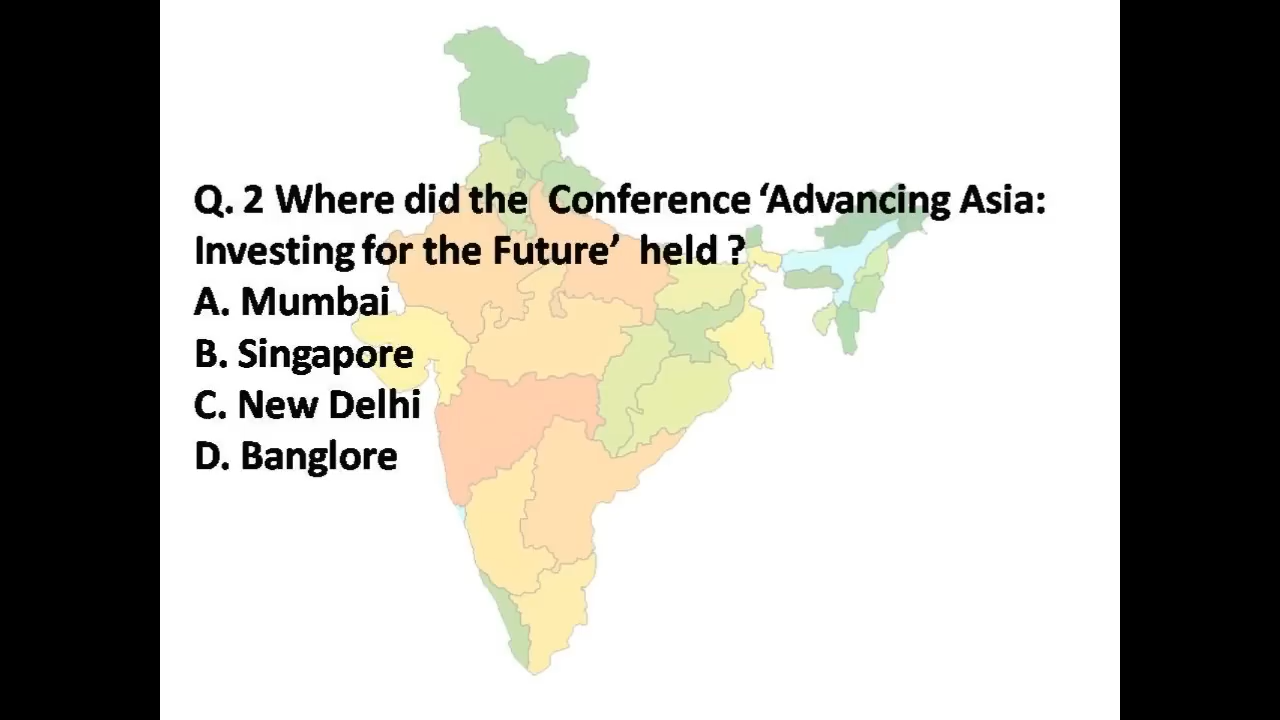 Q. 2 Where did the  Conference ‘Advancing Asia:
Investing for the Future’  held ?
A. Mumbai
B. Singapore
C. New Delhi
D. Banglore